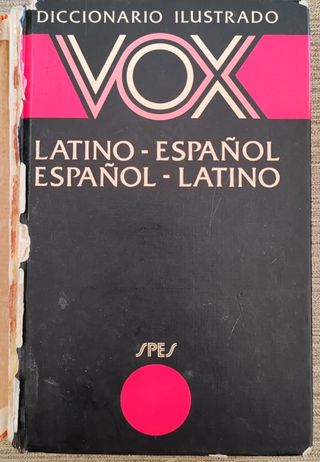 DICCIONARIO ILUSTRADO
VOX
LATINO - ESPAÑOL
ESPAÑOL - LATINO
SPES